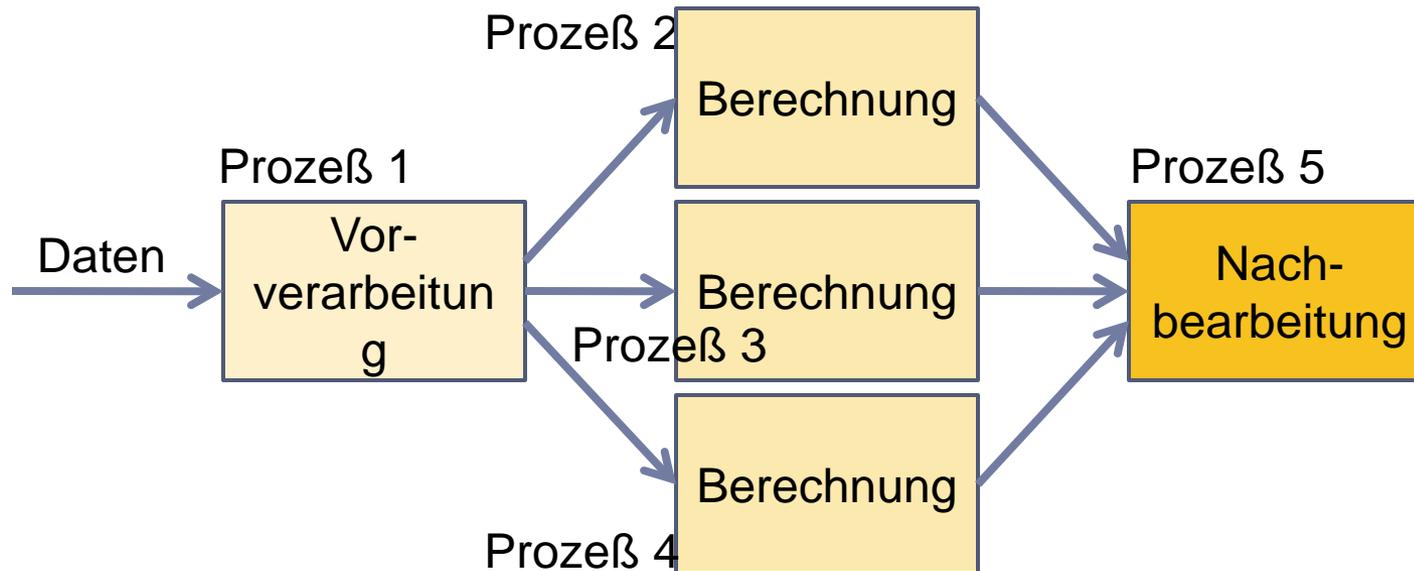 Prozeß 2
Berechnung
Prozeß 1
Prozeß 5
Daten
Vor-
verarbeitun
g
Berechnung
Prozeß 3
Nach-
bearbeitung
Berechnung
Prozeß 4